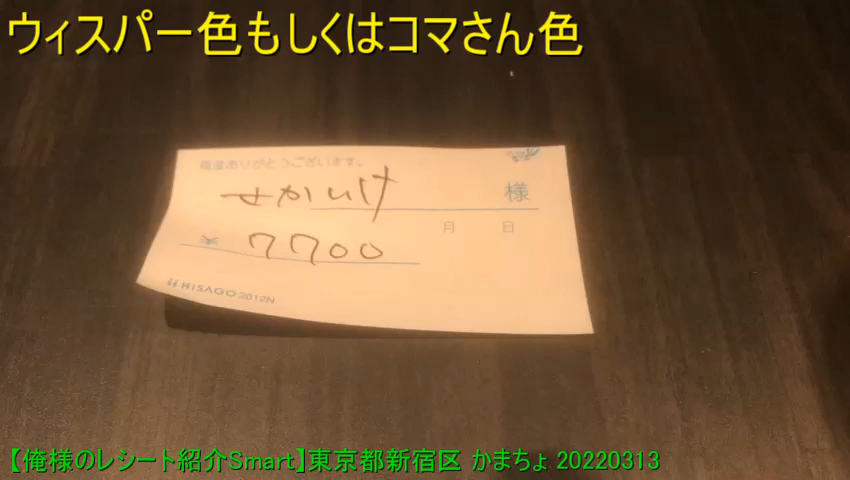 ウィスパー色もしくはコマさん色
毎度ありがとうございます。
せかいけ 様
月 日
¥ 7700
HISAGO 2012N
【俺様のレシート紹介Smart】東京都新宿区 かまちょ 20220313